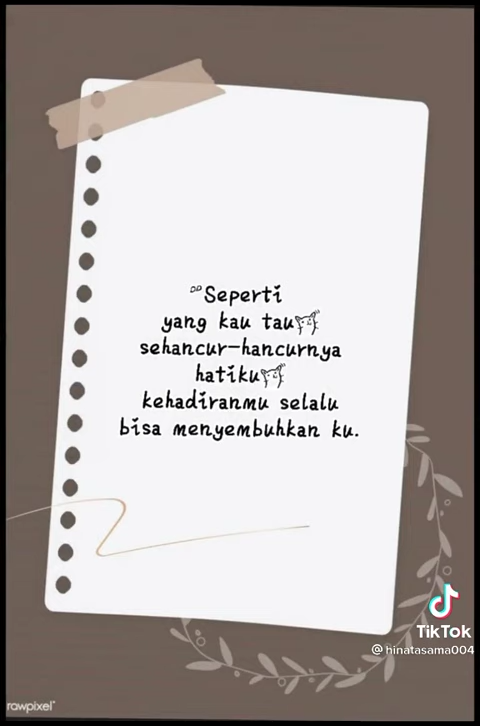 “Seperti
yang kau tau
sehancur-hancurnya
hatiku
kehadiranmu selalu
bisa menyembuhkan ku.
TikTok
@hinatasama004
rawpixel